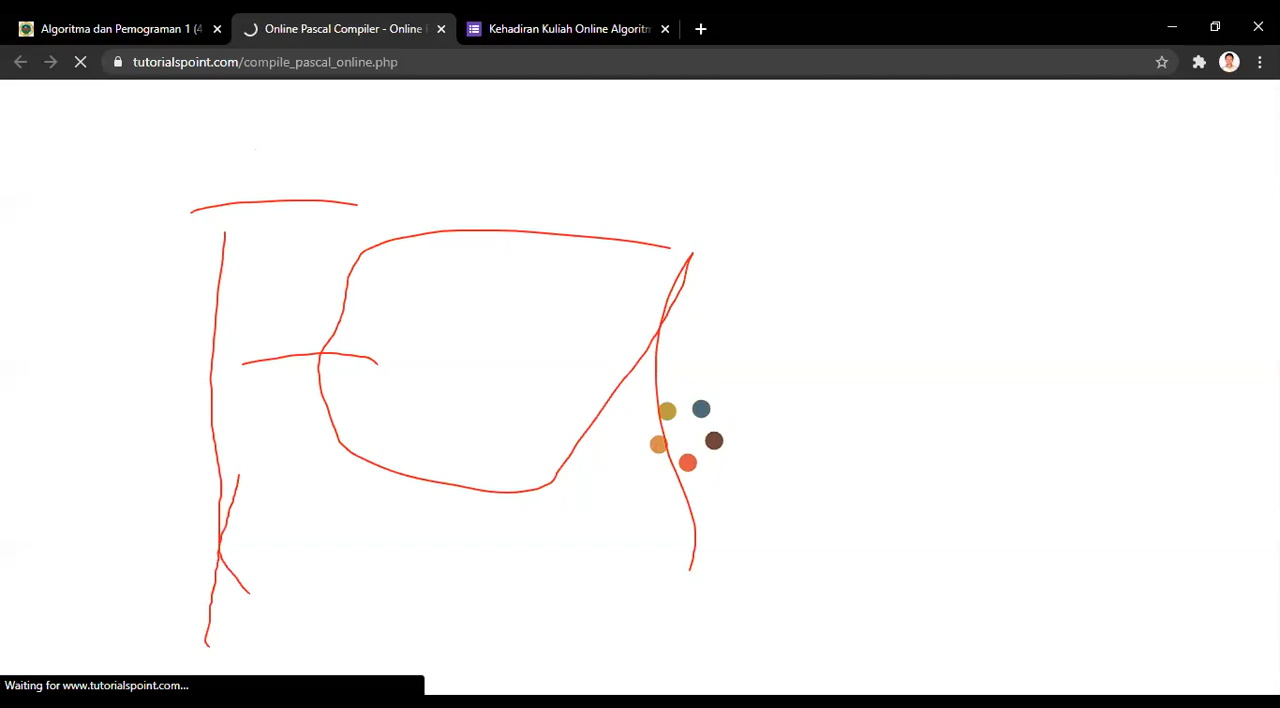 Algoritma dan Pemograman 1 (4
Online Pascal Compiler - Online
Kehadiran Kuliah Online Algoritm
tutorialspoint.com/compile_pascal_online.php
Waiting for www.tutorialspoint.com...